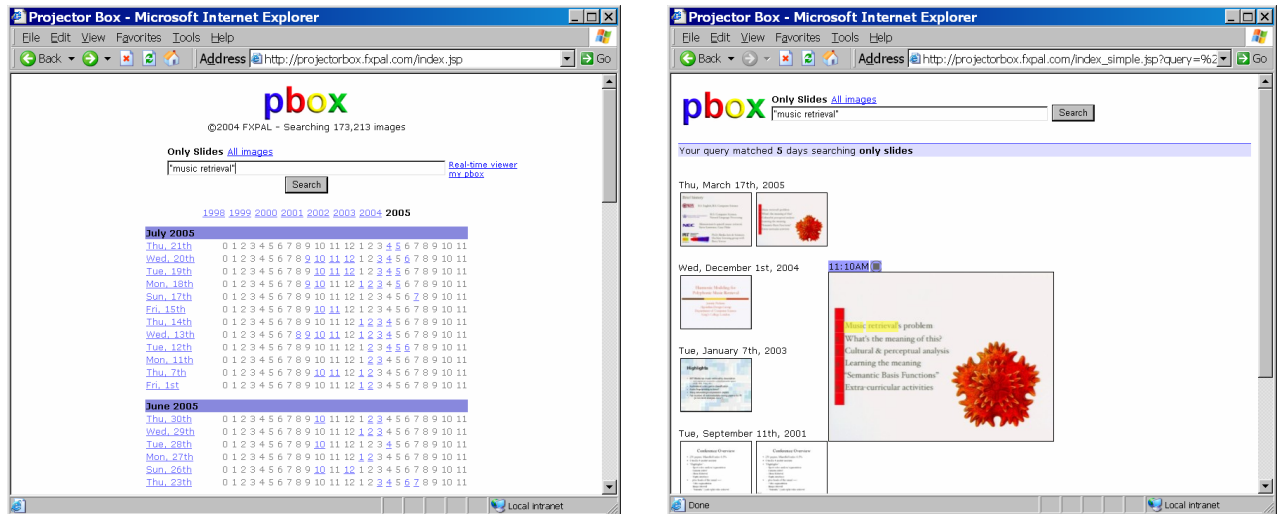 Projector Box - Microsoft Internet Explorer
File Edit View Favorites Tools Help
Back Address http://projectorbox.fxpal.com/index.jsp Go
pbox
©2004 FXPAL - Searching 173,213 images
Only Slides All images
"music retrieval" Real-time viewer
my pbox
Search
1998 1999 2000 2001 2002 2003 2004 2005
July 2005
Thu, 21th 0 1 2 3 4 5 6 7 8 9 10 11 12 1 2 3 4 5 6 7 8 9 10 11
Wed, 20th 0 1 2 3 4 5 6 7 8 9 10 11 12 1 2 3 4 5 6 7 8 9 10 11
Tue, 19th 0 1 2 3 4 5 6 7 8 9 10 11 12 1 2 3 4 5 6 7 8 9 10 11
Mon, 18th 0 1 2 3 4 5 6 7 8 9 10 11 12 1 2 3 4 5 6 7 8 9 10 11
Sun, 17th 0 1 2 3 4 5 6 7 8 9 10 11 12 1 2 3 4 5 6 7 8 9 10 11
Fri, 15th 0 1 2 3 4 5 6 7 8 9 10 11 12 1 2 3 4 5 6 7 8 9 10 11
Thu, 14th 0 1 2 3 4 5 6 7 8 9 10 11 12 1 2 3 4 5 6 7 8 9 10 11
Wed, 13th 0 1 2 3 4 5 6 7 8 9 10 11 12 1 2 3 4 5 6 7 8 9 10 11
Tue, 12th 0 1 2 3 4 5 6 7 8 9 10 11 12 1 2 3 4 5 6 7 8 9 10 11
Mon, 11th 0 1 2 3 4 5 6 7 8 9 10 11 12 1 2 3 4 5 6 7 8 9 10 11
Thu, 7th 0 1 2 3 4 5 6 7 8 9 10 11 12 1 2 3 4 5 6 7 8 9 10 11
Fri, 1st 0 1 2 3 4 5 6 7 8 9 10 11 12 1 2 3 4 5 6 7 8 9 10 11
June 2005
Thu, 30th 0 1 2 3 4 5 6 7 8 9 10 11 12 1 2 3 4 5 6 7 8 9 10 11
Wed, 29th 0 1 2 3 4 5 6 7 8 9 10 11 12 1 2 3 4 5 6 7 8 9 10 11
Tue, 28th 0 1 2 3 4 5 6 7 8 9 10 11 12 1 2 3 4 5 6 7 8 9 10 11
Mon, 27th 0 1 2 3 4 5 6 7 8 9 10 11 12 1 2 3 4 5 6 7 8 9 10 11
Sun, 26th 0 1 2 3 4 5 6 7 8 9 10 11 12 1 2 3 4 5 6 7 8 9 10 11
Thu, 23th 0 1 2 3 4 5 6 7 8 9 10 11 12 1 2 3 4 5 6 7 8 9 10 11
Local intranet
Projector Box - Microsoft Internet Explorer
File Edit View Favorites Tools Help
Back Address http://projectorbox.fxpal.com/index_simple.jsp?query=%2 Go
pbox
Only Slides All images
"music retrieval" Search
Your query matched 5 days searching only slides
Thu, March 17th, 2005
Wed, December 1st, 2004
11:10AM
Music retrieval's problem
What's the meaning of this?
Cultural & perceptual analysis
Learning the meaning
"Semantic Basis Functions"
Extra-curricular activities
Tue, January 7th, 2003
Highlights
Tue, September 11th, 2001
Conference Overview
Conference Overview
Done
Local intranet